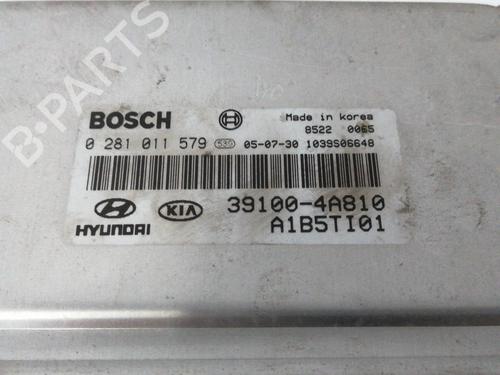 B-PARTS
BOSCH
Made in korea
8522 0065
0 281 011 579 530 05-07-30 1039S06648
39100-4A810
HYUNDAI KIA A1B5TI01